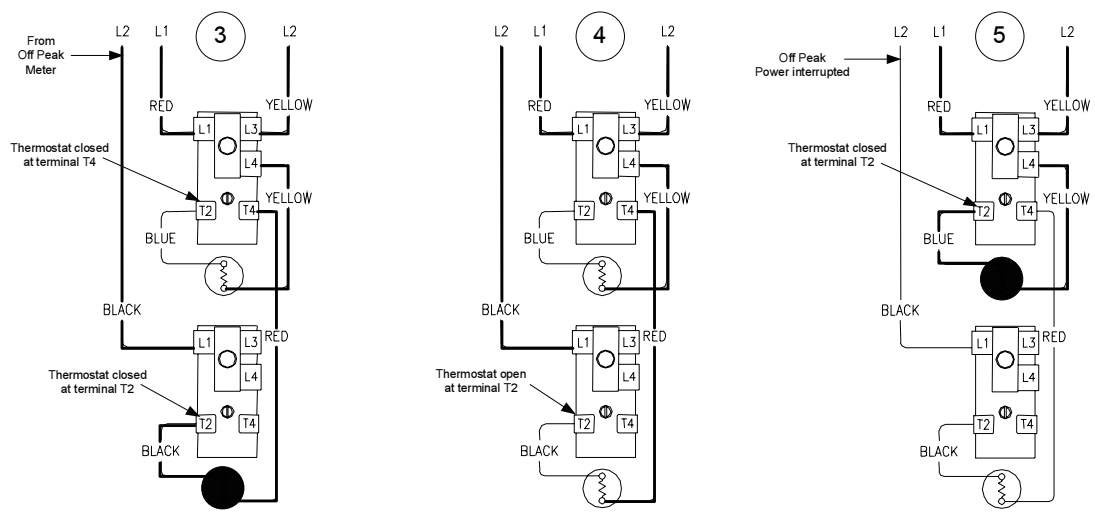 L2
L1
3
L2
From
Off Peak
Meter
RED
YELLOW
L1
L3
Thermostat closed
at terminal T4
L4
YELLOW
T2
T4
BLUE
BLACK
RED
L1
L3
L4
Thermostat closed
at terminal T2
T2
T4
BLACK
L2
L1
4
L2
RED
YELLOW
L1
L3
L4
YELLOW
T2
T4
BLUE
BLACK
RED
L1
L3
L4
Thermostat open
at terminal T2
T2
T4
BLACK
L2
L1
5
L2
Off Peak
Power interrupted
RED
YELLOW
L1
L3
Thermostat closed
at terminal T2
L4
YELLOW
T2
T4
BLUE
BLACK
RED
L1
L3
L4
T2
T4
BLACK